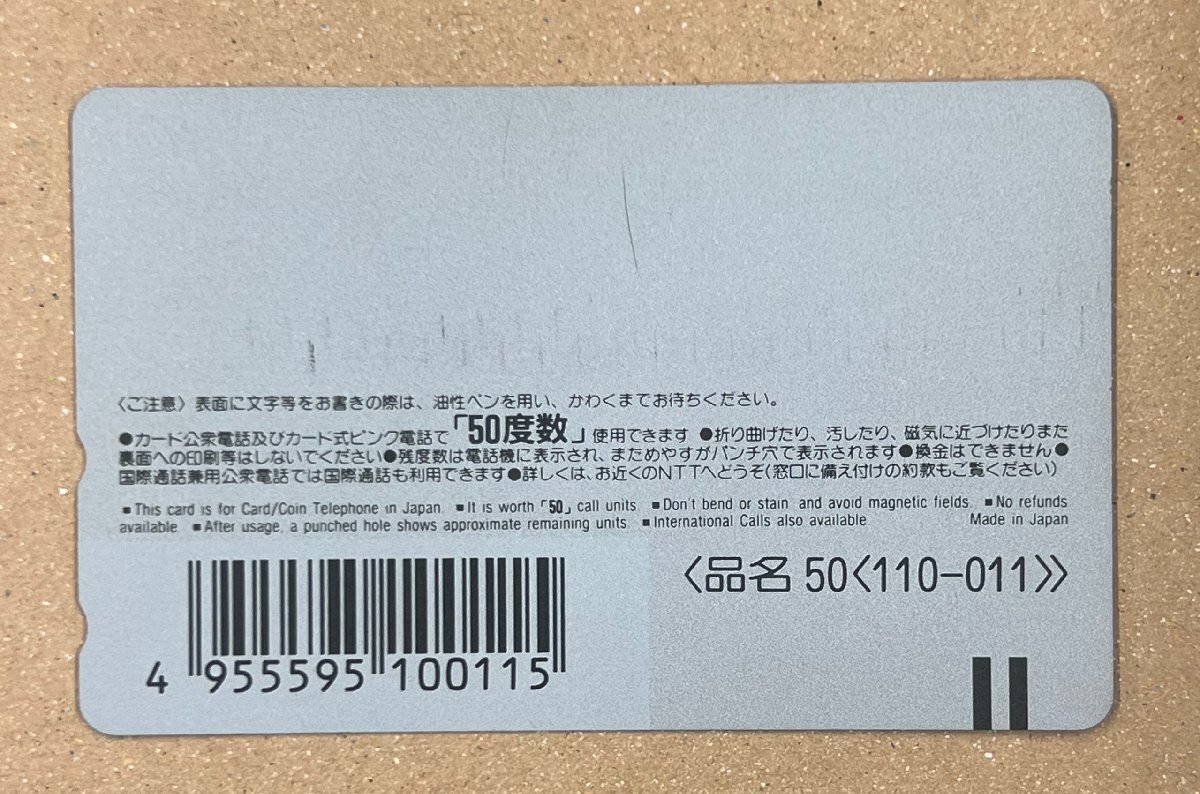 〈ご注意〉表面に文字等をお書きの際は、油性ペンを用い、かわくまでお待ちください。
●カード公衆電話及びカード式ピンク電話で「50度数」使用できます ●折り曲げたり、汚したり、磁気に近づけたりまた
裏面への印刷等はしないでください●残度数は電話機に表示され、まためやすがパンチ穴で表示されます●換金はできません●
国際通話兼用公衆電話では国際通話も利用できます●詳しくは、お近くのNTTへどうぞ(窓口に備え付けの約款もご覧ください)
■This card is for Card/Coin Telephone in Japan. ■It is worth「50」call units. ■Don't bend or stain, and avoid magnetic fields. ■No refunds
available. ■After usage, a punched hole shows approximate remaining units. ■International Calls also available. Made in Japan
〈品名 50〈110-011〉〉
4 955595 100115